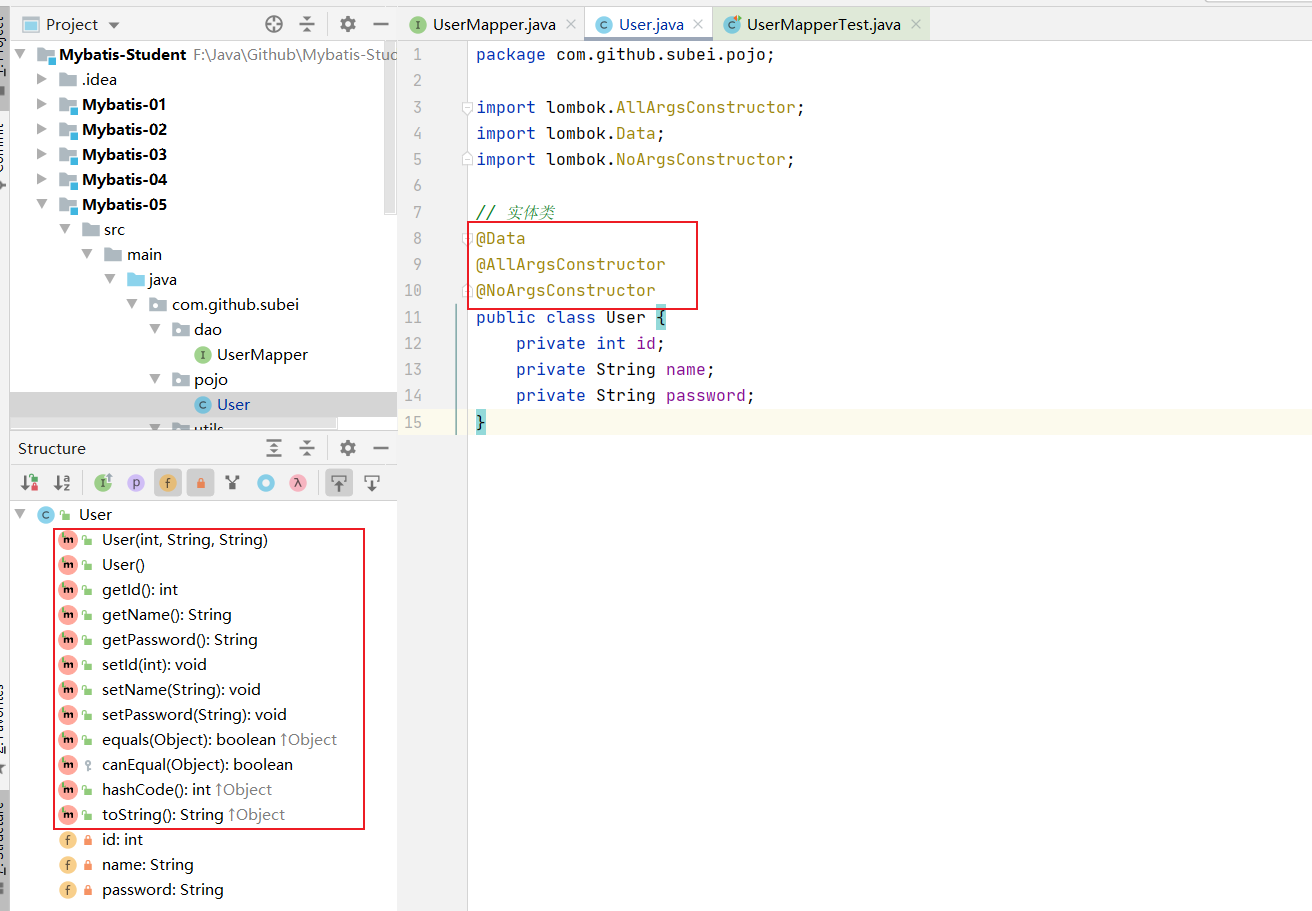 Project
Mybatis-Student F:\Java\Github\Mybatis-Stud
.idea
Mybatis-01
Mybatis-02
Mybatis-03
Mybatis-04
Mybatis-05
src
main
java
com.github.subei
dao
UserMapper
pojo
User
utils
UserMapper.java
User.java
UserMapperTest.java
1 package com.github.subei.pojo;
2
3 import lombok.AllArgsConstructor;
4 import lombok.Data;
5 import lombok.NoArgsConstructor;
6
7 // 实体类
8 @Data
9 @AllArgsConstructor
10 @NoArgsConstructor
11 public class User {
12 private int id;
13 private String name;
14 private String password;
15 }
Structure
User
User(int, String, String)
User()
getId(): int
getName(): String
getPassword(): String
setId(int): void
setName(String): void
setPassword(String): void
equals(Object): boolean ↑Object
canEqual(Object): boolean
hashCode(): int ↑Object
toString(): String ↑Object
id: int
name: String
password: String